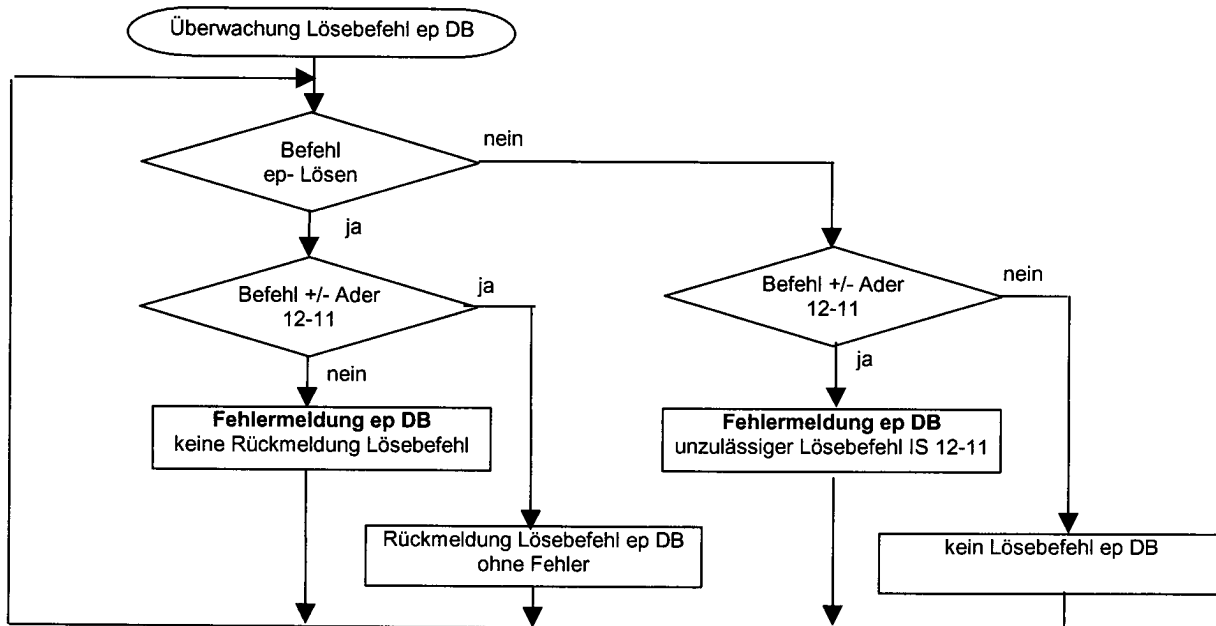 Überwachung Lösebefehl ep DB
Befehl
ep- Lösen
nein
ja
Befehl +/- Ader
12-11
ja
nein
Befehl +/- Ader
12-11
nein
ja
Fehlermeldung ep DB
keine Rückmeldung Lösebefehl
Fehlermeldung ep DB
unzulässiger Lösebefehl IS 12-11
Rückmeldung Lösebefehl ep DB
ohne Fehler
kein Lösebefehl ep DB